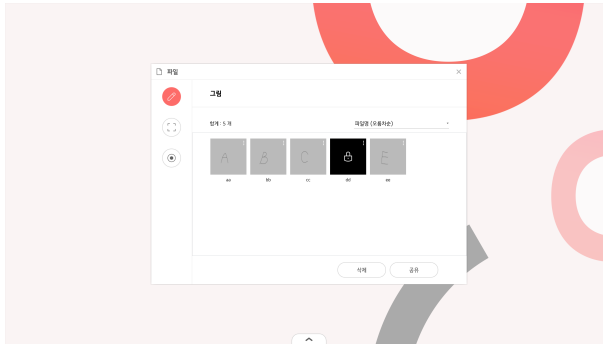 파일
그림
합계 : 5 개
파일명 (오름차순)
A B C E
aa bb cc dd ee
삭제 공유